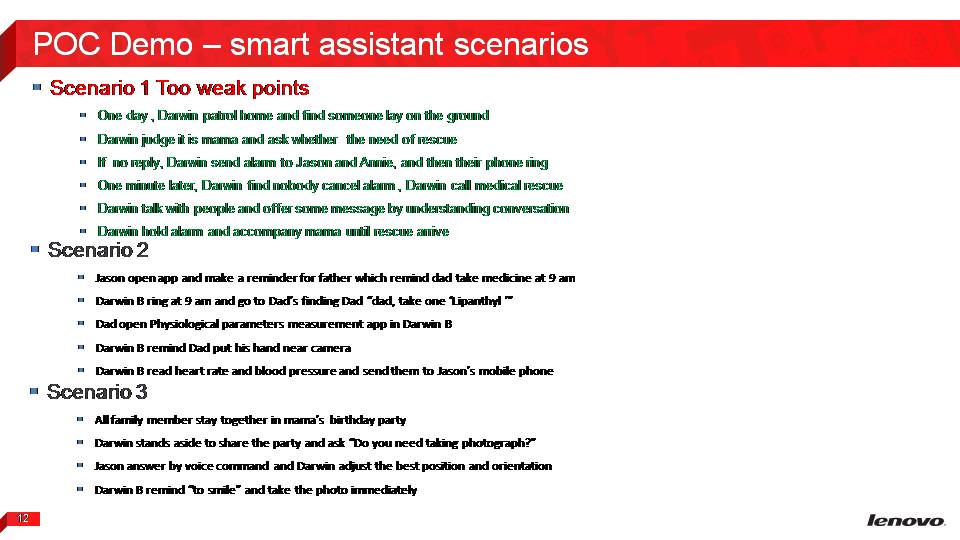 POC Demo – smart assistant scenarios
Scenario 1 Too weak points
One day , Darwin patrol home and find someone lay on the ground
Darwin judge it is mama and ask whether the need of rescue
If no reply, Darwin send alarm to Jason and Annie, and then their phone ring
One minute later, Darwin find nobody cancel alarm , Darwin call medical rescue
Darwin talk with people and offer some message by understanding conversation
Darwin hold alarm and accompany mama until rescue arrive
Scenario 2
Jason open app and make a reminder for father which remind dad take medicine at 9 am
Darwin B ring at 9 am and go to Dad's finding Dad “dad, take one ‘Lipanthyl ’”
Dad open Physiological parameters measurement app in Darwin B
Darwin B remind Dad put his hand near camera
Darwin B read heart rate and blood pressure and send them to Jason's mobile phone
Scenario 3
All family member stay together in mama's birthday party
Darwin stands aside to share the party and ask “Do you need taking photograph?”
Jason answer by voice command and Darwin adjust the best position and orientation
Darwin B remind “to smile” and take the photo immediately
12
lenovo